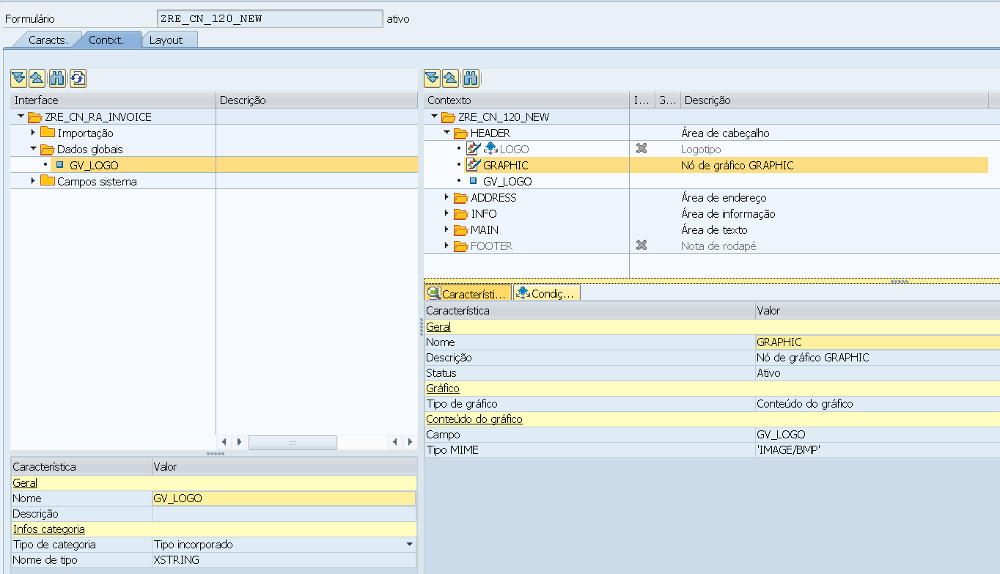 Formulário ZRE_CN_120_NEW ativo
Caracts. Contxt. Layout
Interface Descrição
ZRE_CN_RA_INVOICE
Importação
Dados globais
GV_LOGO
Campos sistema
Característica Valor
Geral
Nome GV_LOGO
Descrição
Infos categoria
Tipo de categoria Tipo incorporado
Nome de tipo XSTRING
Contexto I... 3... Descrição
ZRE_CN_120_NEW
HEADER Área de cabeçalho
LOGO Logotipo
GRAPHIC Nó de gráfico GRAPHIC
GV_LOGO
ADDRESS Área de endereço
INFO Área de informação
MAIN Área de texto
FOOTER Nota de rodapé
Característi... Condiç...
Característica Valor
Geral
Nome GRAPHIC
Descrição Nó de gráfico GRAPHIC
Status Ativo
Gráfico
Tipo de gráfico Conteúdo do gráfico
Conteúdo do gráfico
Campo GV_LOGO
Tipo MIME 'IMAGE/BMP'